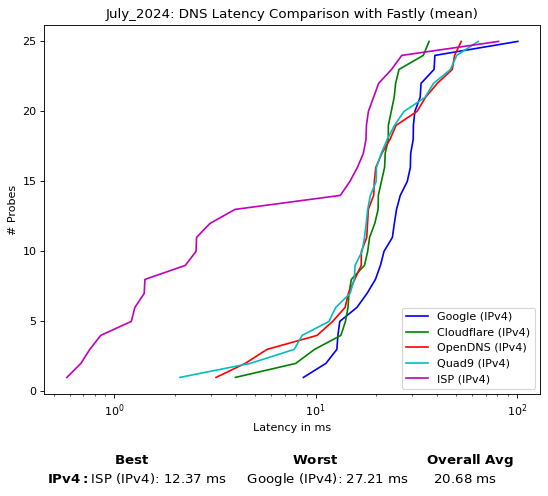 July_2024: DNS Latency Comparison with Fastly (mean)
# Probes
25
20
15
10
5
0
Google (IPv4)
Cloudflare (IPv4)
OpenDNS (IPv4)
Quad9 (IPv4)
ISP (IPv4)
10⁰ 10¹ 10²
Latency in ms
Best Worst Overall Avg
IPv4: ISP (IPv4): 12.37 ms Google (IPv4): 27.21 ms 20.68 ms